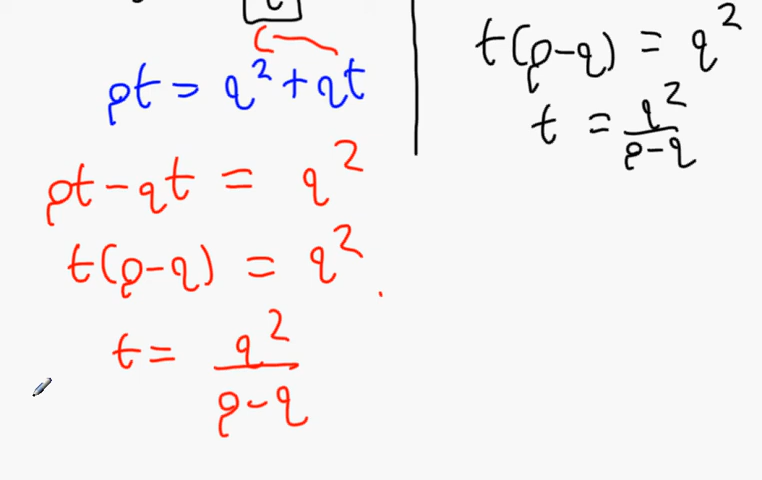 pt = q² + qt
pt - qt = q²
t(p-q) = q²
t = q²/(p-q)
t(p-q) = q²
t = q²/(p-q)